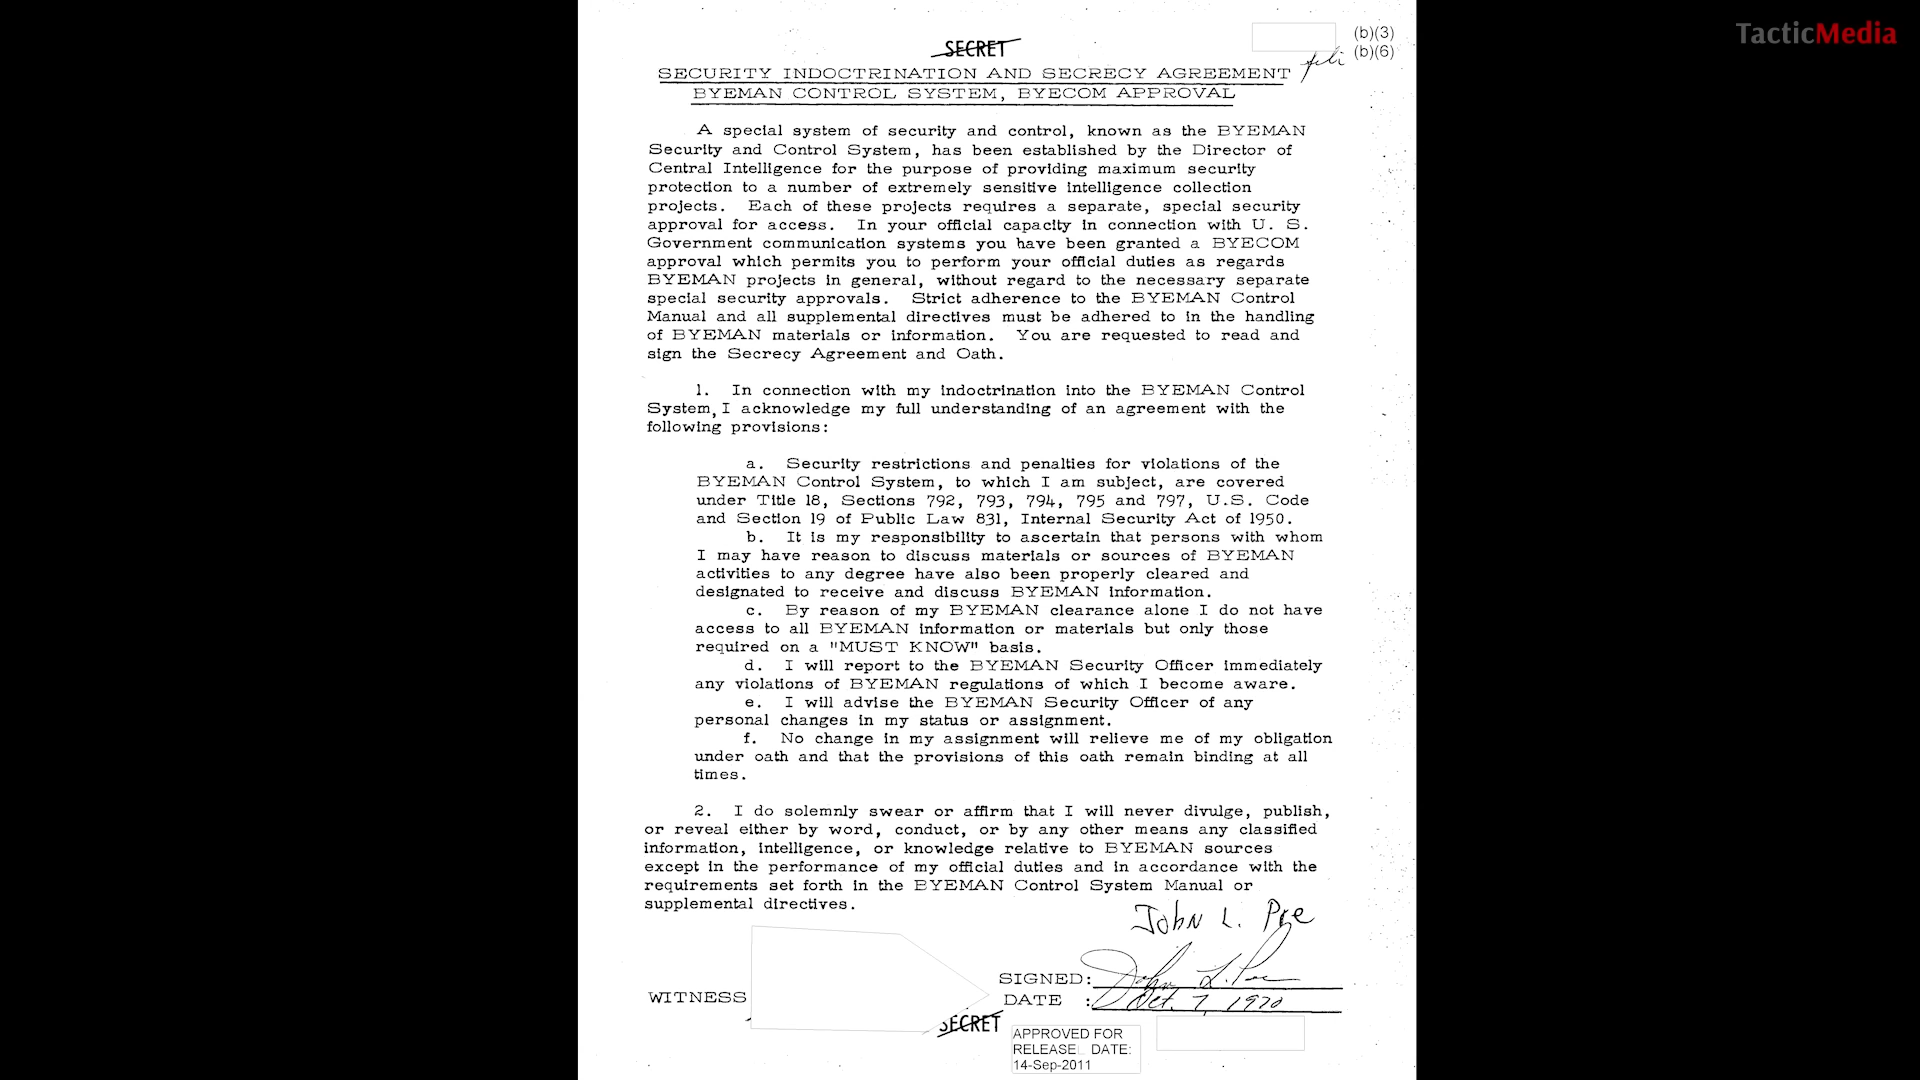 TacticMedia
(b)(3)
(b)(6)
SECRET
SECURITY INDOCTRINATION AND SECRECY AGREEMENT
BYEMAN CONTROL SYSTEM, BYECOM APPROVAL
A special system of security and control, known as the BYEMAN
Security and Control System, has been established by the Director of
Central Intelligence for the purpose of providing maximum security
protection to a number of extremely sensitive intelligence collection
projects. Each of these projects requires a separate, special security
approval for access. In your official capacity in connection with U. S.
Government communication systems you have been granted a BYECOM
approval which permits you to perform your official duties as regards
BYEMAN projects in general, without regard to the necessary separate
special security approvals. Strict adherence to the BYEMAN Control
Manual and all supplemental directives must be adhered to in the handling
of BYEMAN materials or information. You are requested to read and
sign the Secrecy Agreement and Oath.
1. In connection with my indoctrination into the BYEMAN Control
System, I acknowledge my full understanding of an agreement with the
following provisions:
a. Security restrictions and penalties for violations of the
BYEMAN Control System, to which I am subject, are covered
under Title 18, Sections 792, 793, 794, 795 and 797, U.S. Code
and Section 19 of Public Law 831, Internal Security Act of 1950.
b. It is my responsibility to ascertain that persons with whom
I may have reason to discuss materials or sources of BYEMAN
activities to any degree have also been properly cleared and
designated to receive and discuss BYEMAN information.
c. By reason of my BYEMAN clearance alone I do not have
access to all BYEMAN information or materials but only those
required on a "MUST KNOW" basis.
d. I will report to the BYEMAN Security Officer immediately
any violations of BYEMAN regulations of which I become aware.
e. I will advise the BYEMAN Security Officer of any
personal changes in my status or assignment.
f. No change in my assignment will relieve me of my obligation
under oath and that the provisions of this oath remain binding at all
times.
2. I do solemnly swear or affirm that I will never divulge, publish,
or reveal either by word, conduct, or by any other means any classified
information, intelligence, or knowledge relative to BYEMAN sources
except in the performance of my official duties and in accordance with the
requirements set forth in the BYEMAN Control System Manual or
supplemental directives.
John L. Poe
SIGNED: John L. Poe
WITNESS
DATE : Oct. 7, 1970
SECRET
APPROVED FOR
RELEASE DATE:
14-Sep-2011